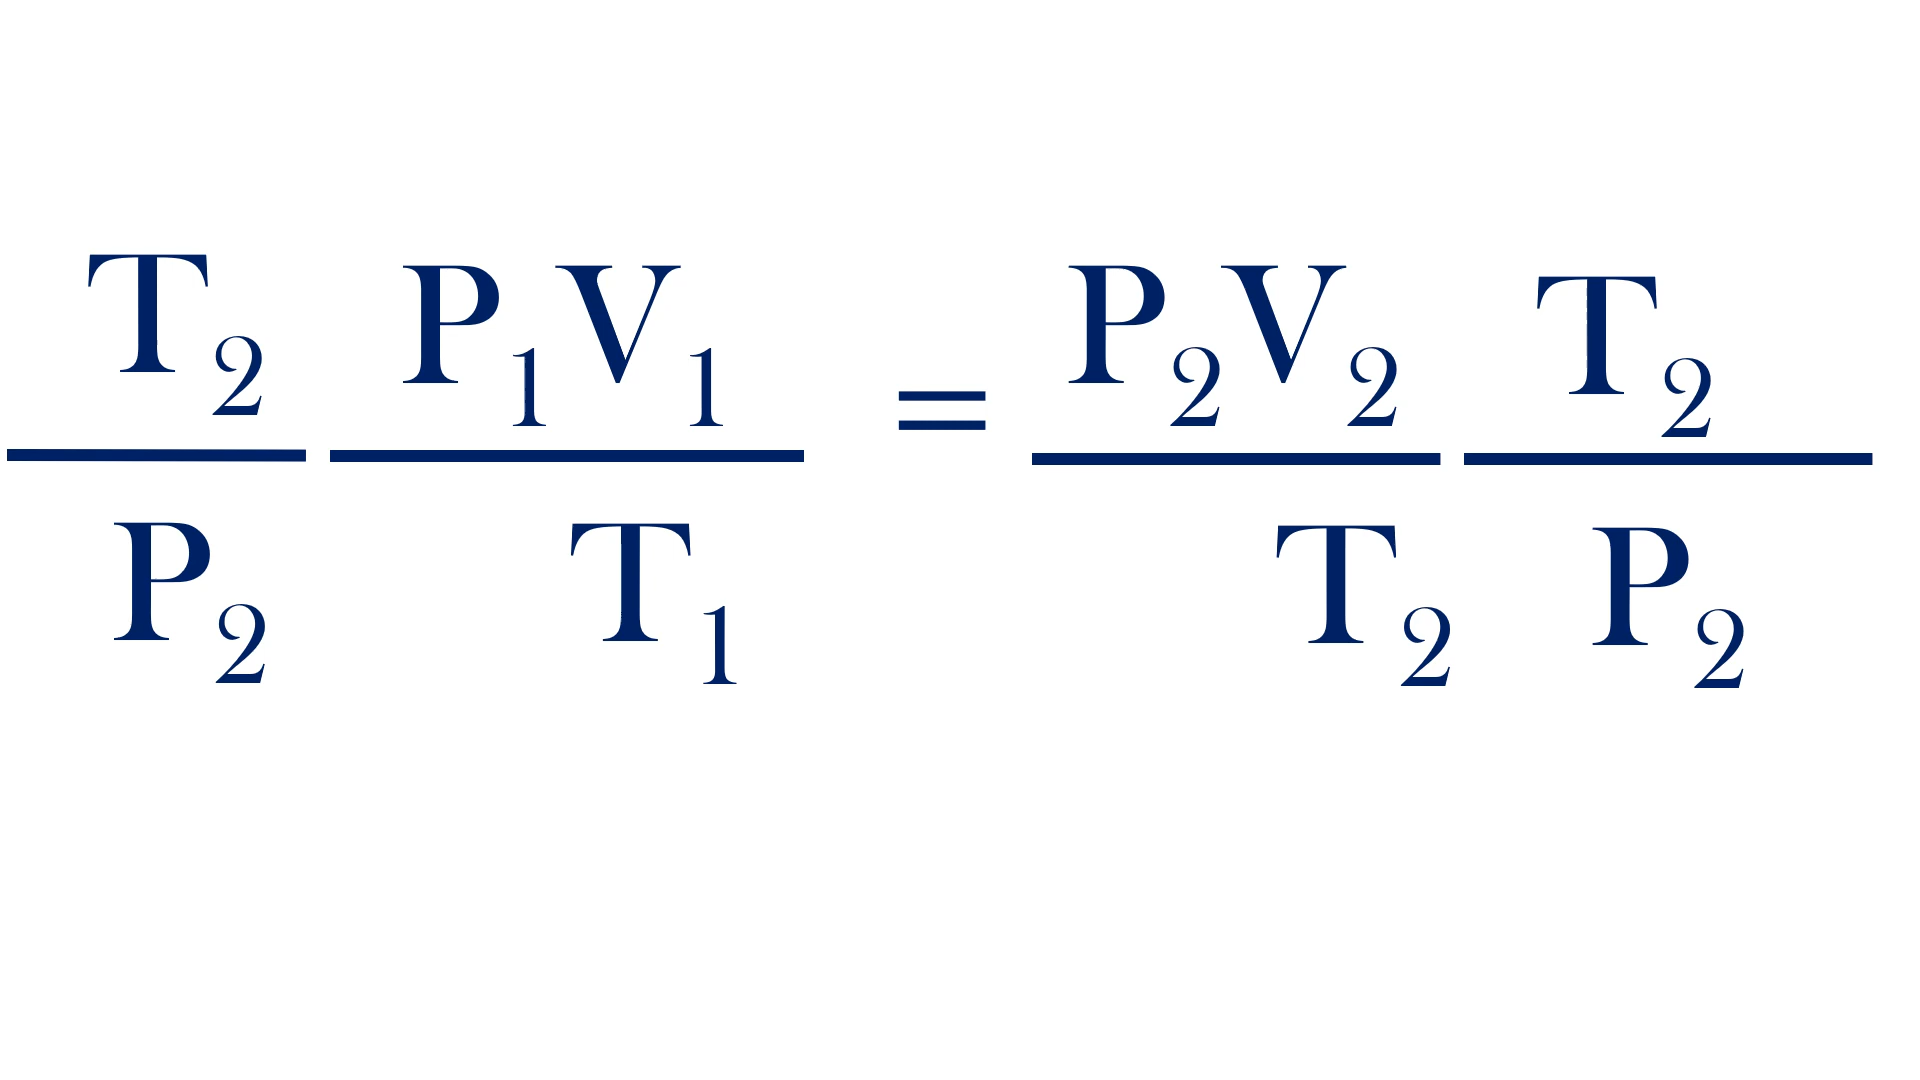 T₂ P₁V₁ = P₂V₂ T₂
P₂ T₁ T₂ P₂